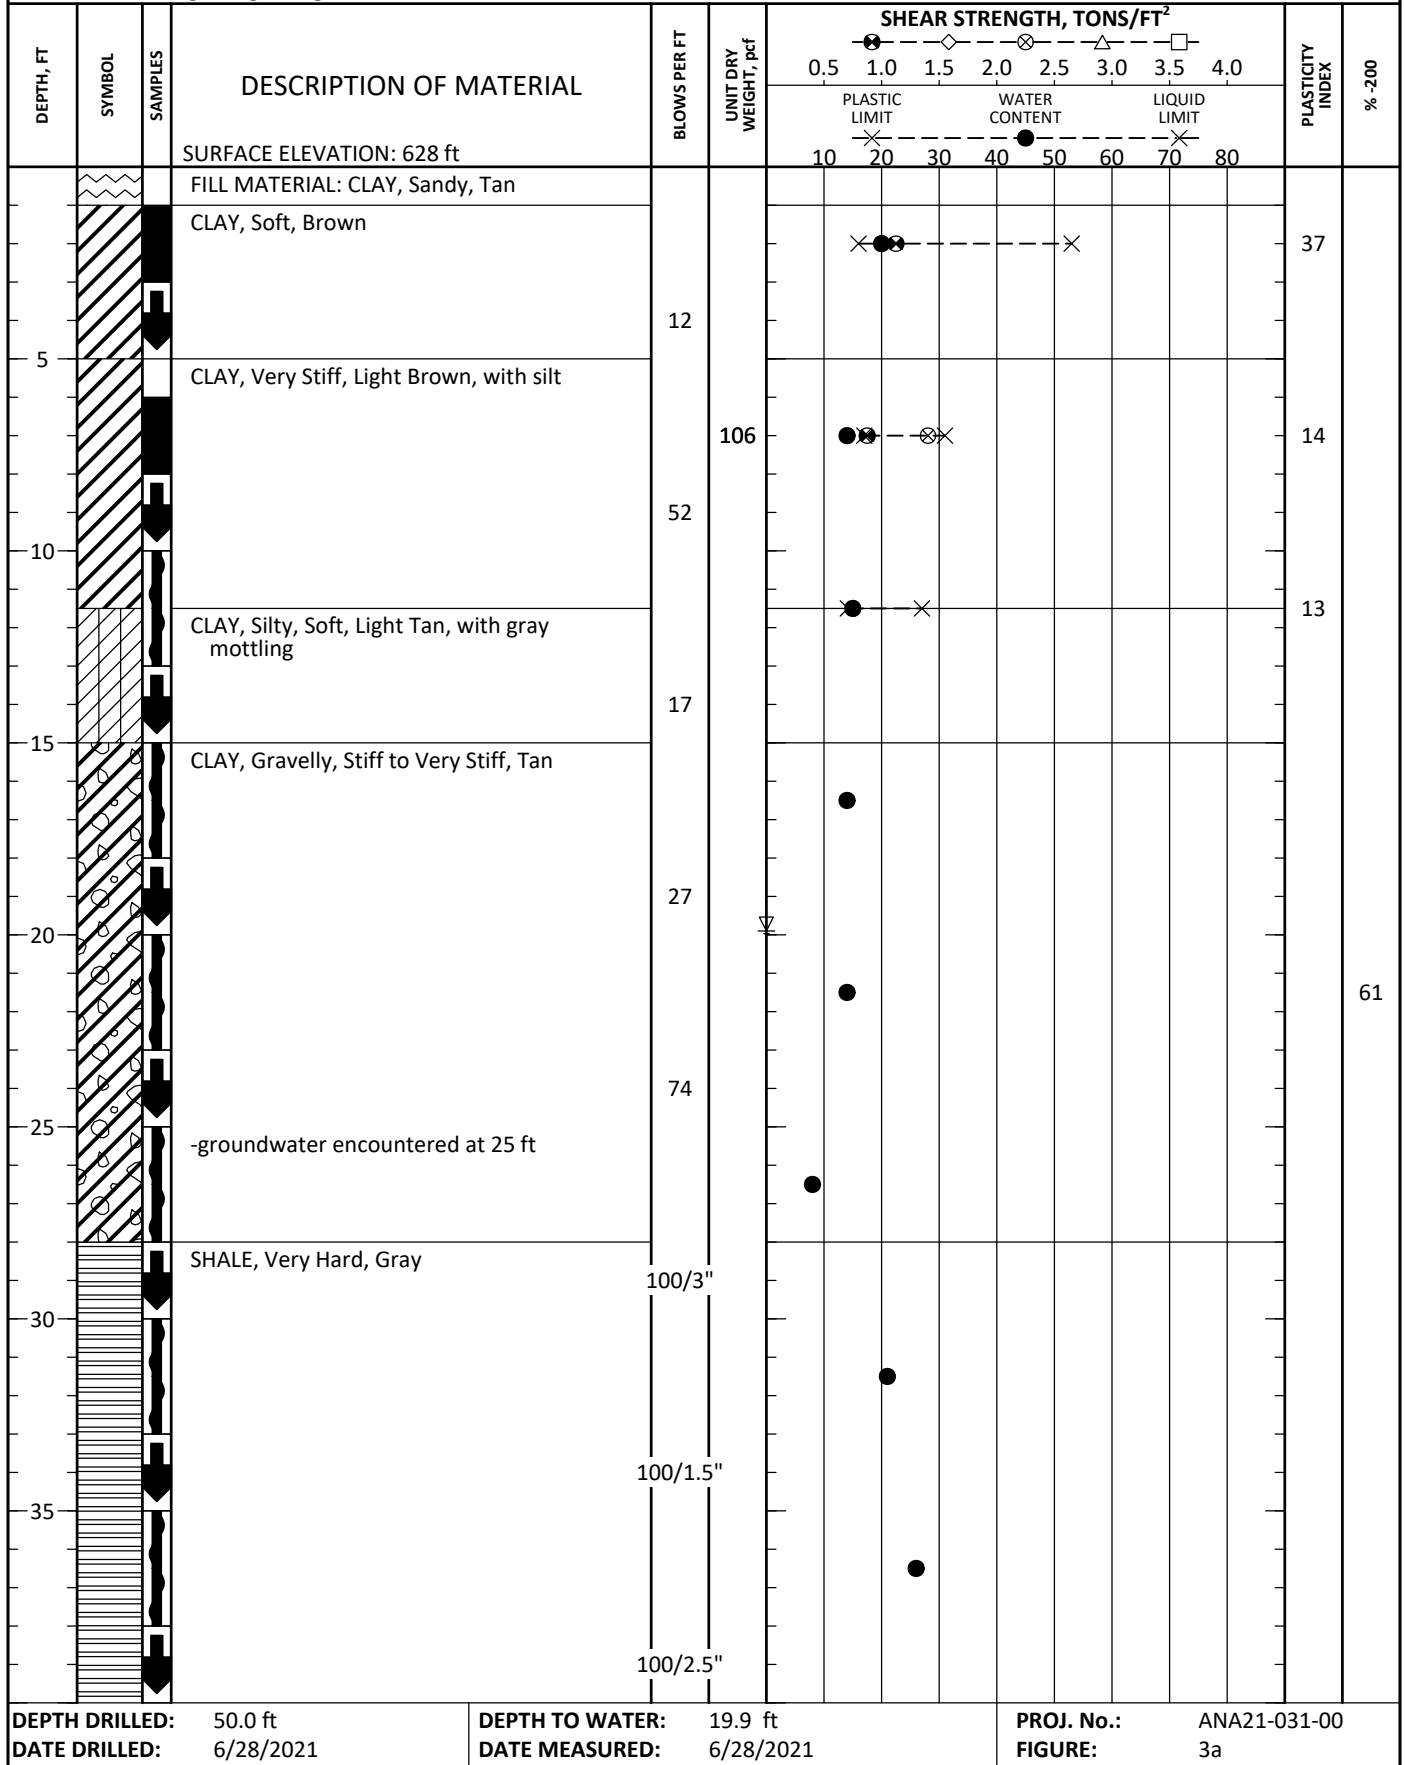 DEPTH, FT
SYMBOL
SAMPLES
DESCRIPTION OF MATERIAL
SURFACE ELEVATION: 628 ft
BLOWS PER FT
UNIT DRY
WEIGHT, pcf
SHEAR STRENGTH, TONS/FT²
0.5 1.0 1.5 2.0 2.5 3.0 3.5 4.0
PLASTIC
LIMIT
WATER
CONTENT
LIQUID
LIMIT
10 20 30 40 50 60 70 80
PLASTICITY
INDEX
% -200
FILL MATERIAL: CLAY, Sandy, Tan
CLAY, Soft, Brown
37
12
5
CLAY, Very Stiff, Light Brown, with silt
106
14
52
10
13
CLAY, Silty, Soft, Light Tan, with gray
mottling
17
15
CLAY, Gravelly, Stiff to Very Stiff, Tan
27
20
61
74
25
-groundwater encountered at 25 ft
SHALE, Very Hard, Gray
100/3"
30
100/1.5"
35
100/2.5"
DEPTH DRILLED: 50.0 ft
DATE DRILLED: 6/28/2021
DEPTH TO WATER: 19.9 ft
DATE MEASURED: 6/28/2021
PROJ. No.: ANA21-031-00
FIGURE: 3a